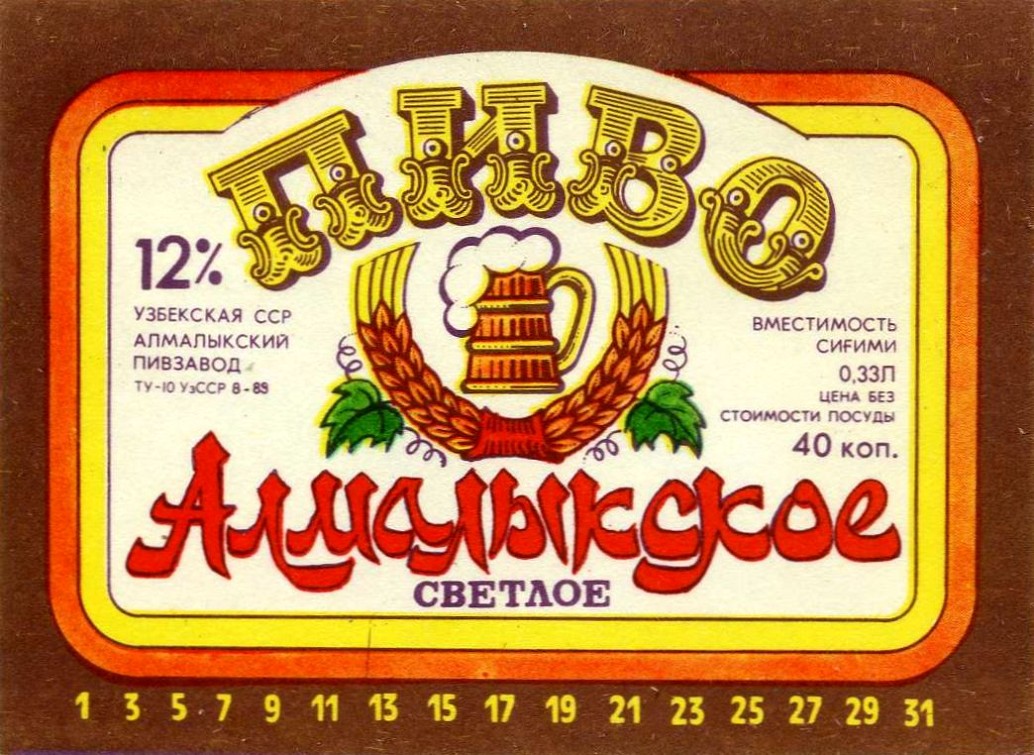 ПИВО
12%
УЗБЕКСКАЯ ССР
АЛМАЛЫКСКИЙ
ПИВЗАВОД
ТУ-10 УзССР 8-89
ВМЕСТИМОСТЬ
СИҒИМИ
0,33Л
ЦЕНА БЕЗ
СТОИМОСТИ ПОСУДЫ
40 КОП.
Алмалыкское
СВЕТЛОЕ
1 3 5 7 9 11 13 15 17 19 21 23 25 27 29 31